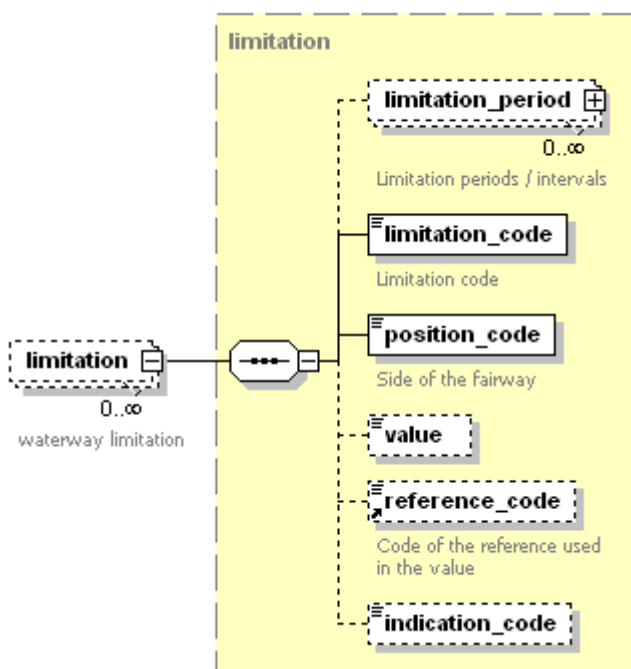 limitation
limitation_period
0..∞
Limitation periods / intervals
limitation_code
Limitation code
position_code
Side of the fairway
limitation
0..∞
waterway limitation
value
reference_code
Code of the reference used
in the value
indication_code